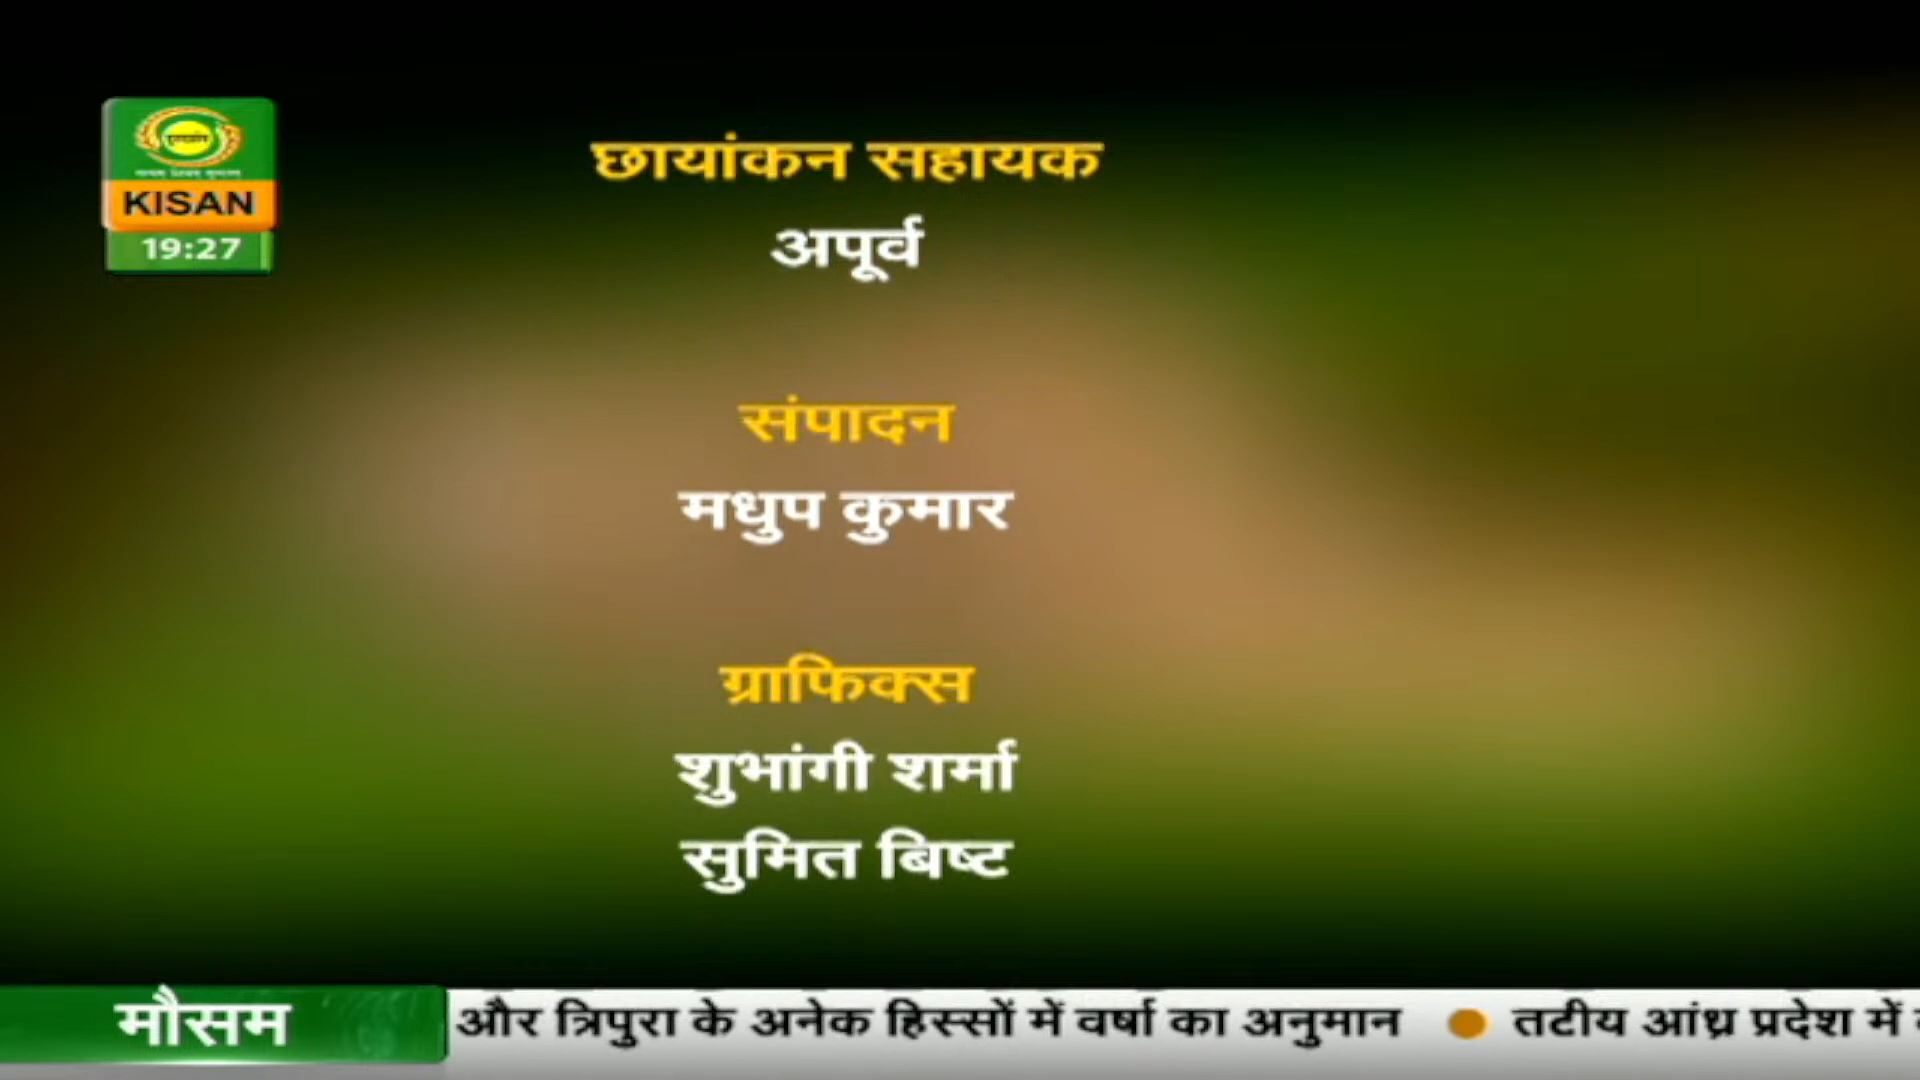 KISAN
19:27
छायांकन सहायक
अपूर्व
संपादन
मधुप कुमार
ग्राफिक्स
शुभांगी शर्मा
सुमित बिष्ट
मौसम
और त्रिपुरा के अनेक हिस्सों में वर्षा का अनुमान
तटीय आंध्र प्रदेश में